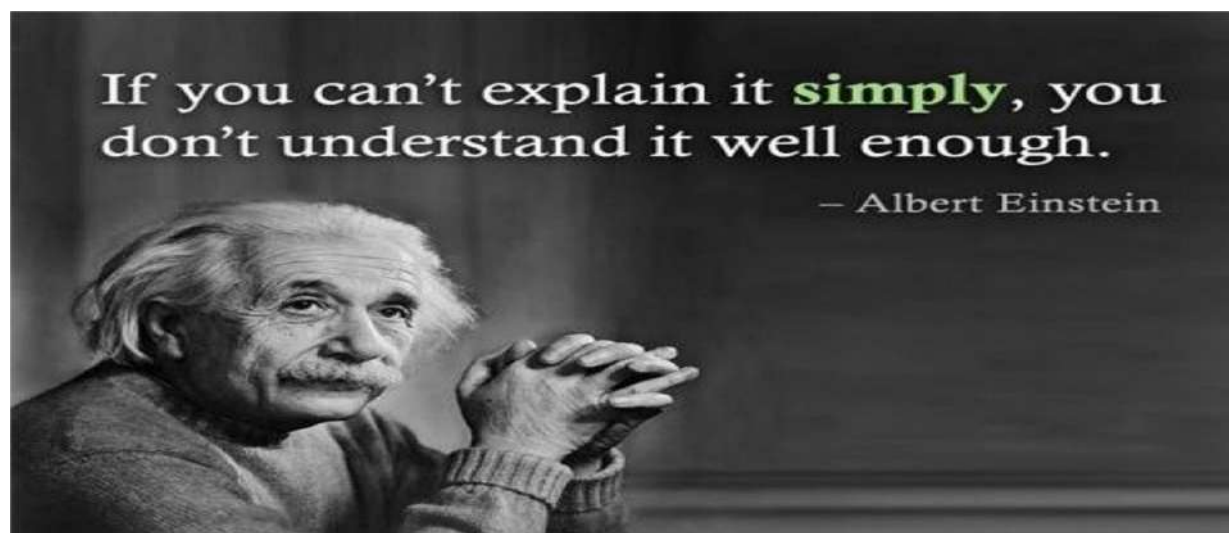 If you can’t explain it simply, you
don’t understand it well enough.
– Albert Einstein